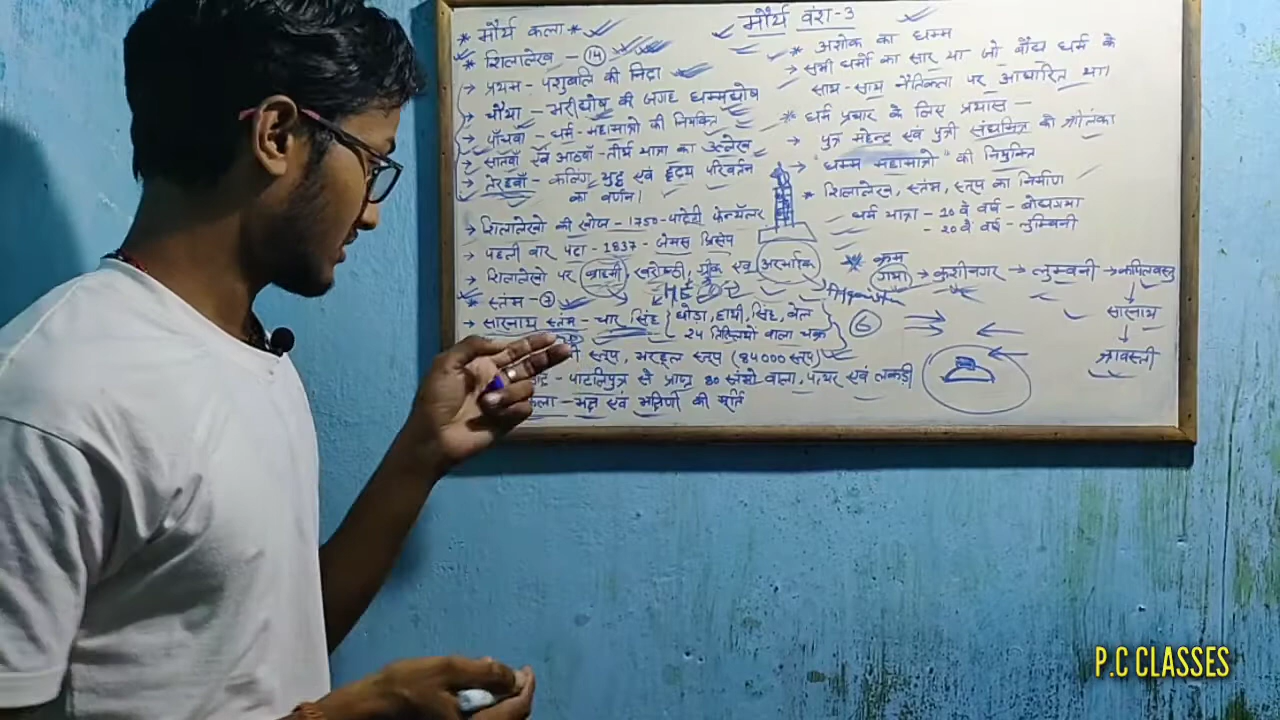 मौर्य वंश-3
* मौर्य कला *
* शिलालेख - 14
→ प्रथम - पशुबलि की निंदा
→ चौथा - भेरीघोष की जगह धम्मघोष
→ पाँचवा - धर्म-महामात्रो की नियुक्ति
→ सातवाँ एवं आठवाँ - तीर्थ यात्रा का उल्लेख
→ तेरहवाँ - कलिंग युद्ध एवं हृदय परिवर्तन
का वर्णन।
→ शिलालेखो की खोज - 1750 - पाद्रेटी फेन्थैलर
→ पहली बार पढा - 1837 - जेम्स प्रिंसेप
→ शिलालेखो पर ब्राह्मी, खरोष्ठी, ग्रीक एवं अरमाईक
* स्तंभ - 7
→ सारनाथ स्तंभ - चार सिंह घोडा, हाथी, सिंह, बैल
24 तिल्लियों वाला चक्र
स्तूप, भरहूत स्तूप (84000 स्तूप)
- पाटलिपुत्र से प्राप्त 80 स्तंभो वाला, पत्थर एवं लकड़ी
कला - यक्ष एवं यक्षिणी की मूर्ति
* अशोक का धम्म
→ सभी धर्मो का सार था जो बौद्ध धर्म के
साथ-साथ नैतिकता पर आधारित था।
* धर्म प्रचार के लिए प्रयास -
→ पुत्र महेन्द्र एवं पुत्री संघमित्र को श्रीलंका
→ "धम्म महामात्रो" की नियुक्ति
* शिलालेख, स्तंभ, स्तूप का निर्माण
धर्म यात्रा - 10 वे वर्ष - बोधगया
- 20 वे वर्ष - लुम्बिनी
* क्रम
गया → कुशीनगर → लुम्बनी → कपिलवस्तु
↓
सारनाथ
↓
श्रावस्ती
6
P.C CLASSES